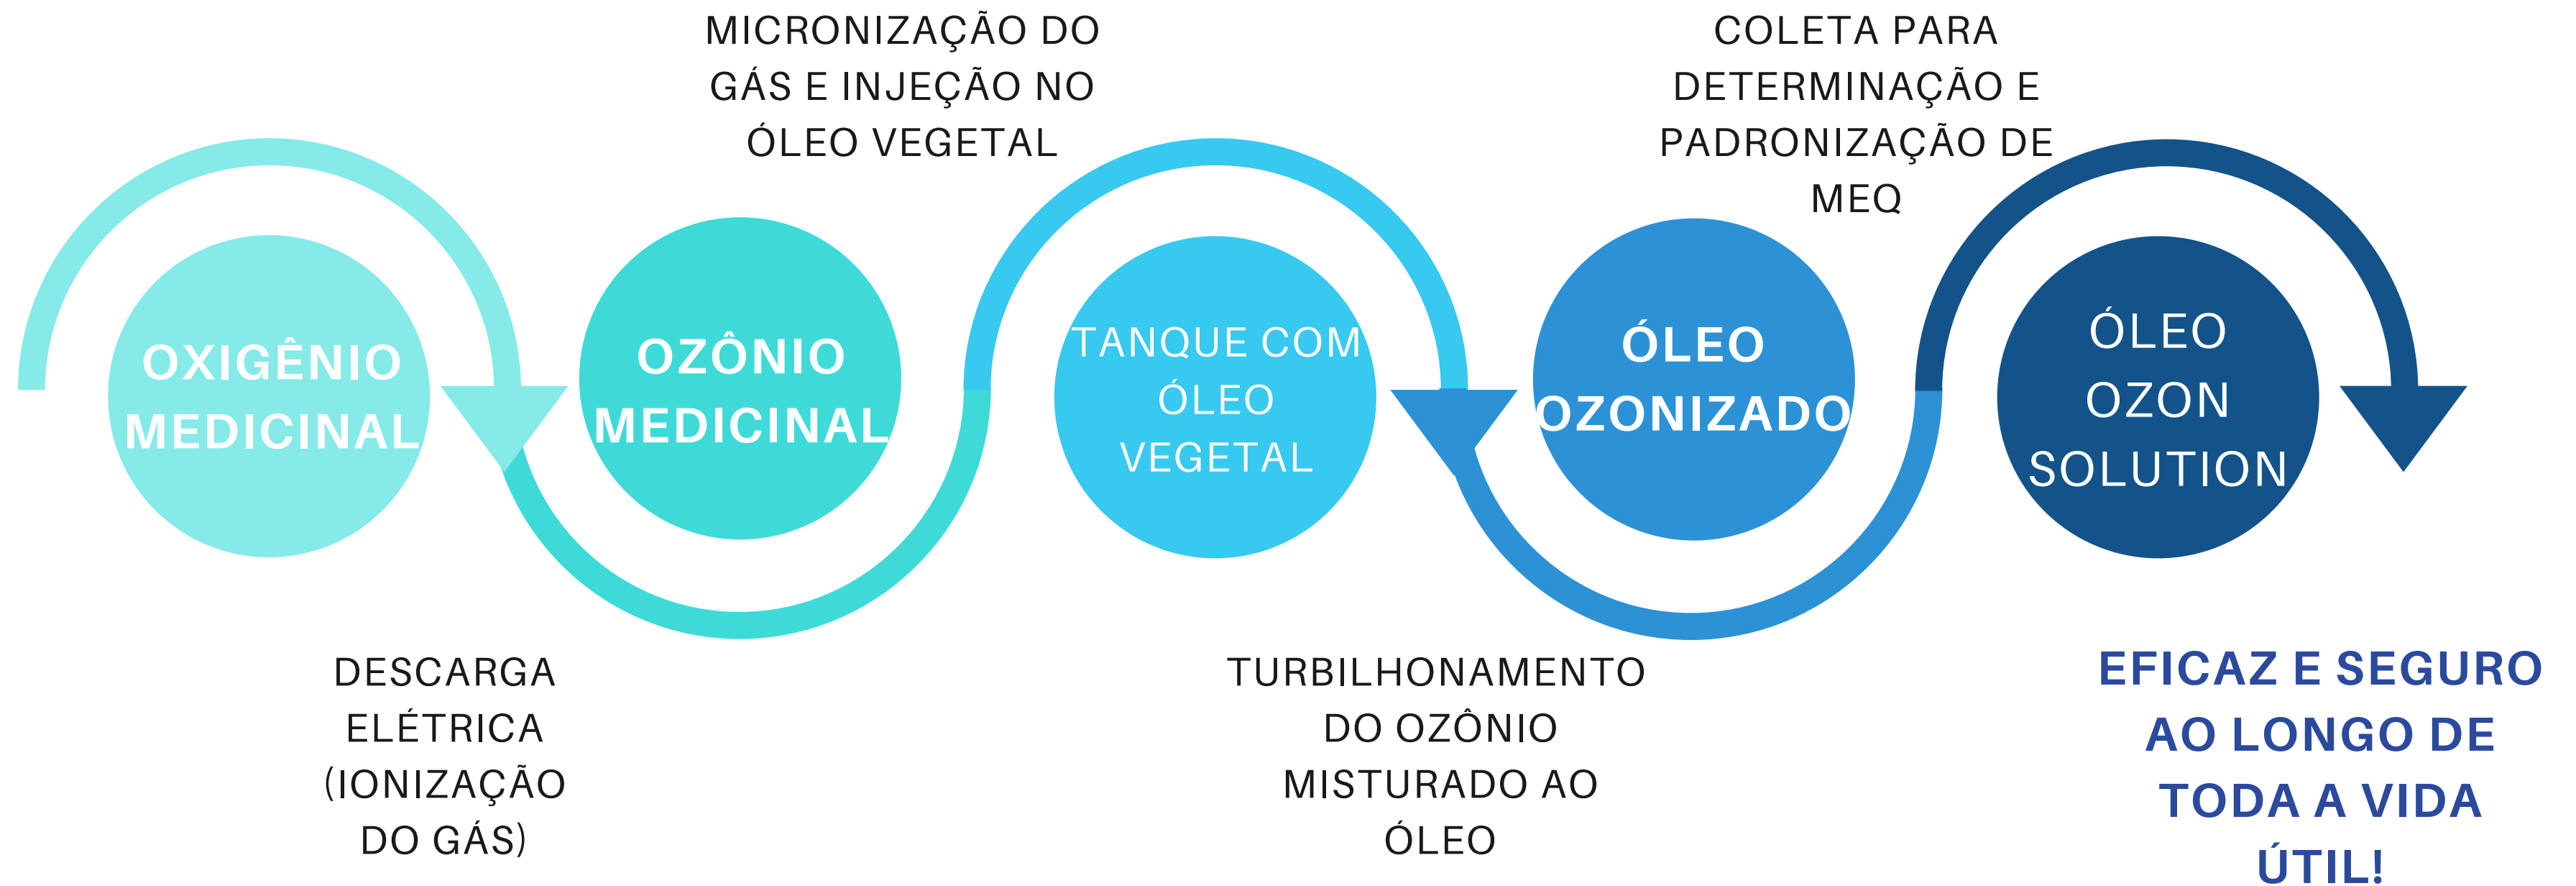 OXIGÊNIO
MEDICINAL
DESCARGA
ELÉTRICA
(IONIZAÇÃO
DO GÁS)
OZÔNIO
MEDICINAL
MICRONIZAÇÃO DO
GÁS E INJEÇÃO NO
ÓLEO VEGETAL
TANQUE COM
ÓLEO
VEGETAL
TURBILHONAMENTO
DO OZÔNIO
MISTURADO AO
ÓLEO
ÓLEO
OZONIZADO
COLETA PARA
DETERMINAÇÃO E
PADRONIZAÇÃO DE
MEQ
ÓLEO
OZON
SOLUTION
EFICAZ E SEGURO
AO LONGO DE
TODA A VIDA
ÚTIL!